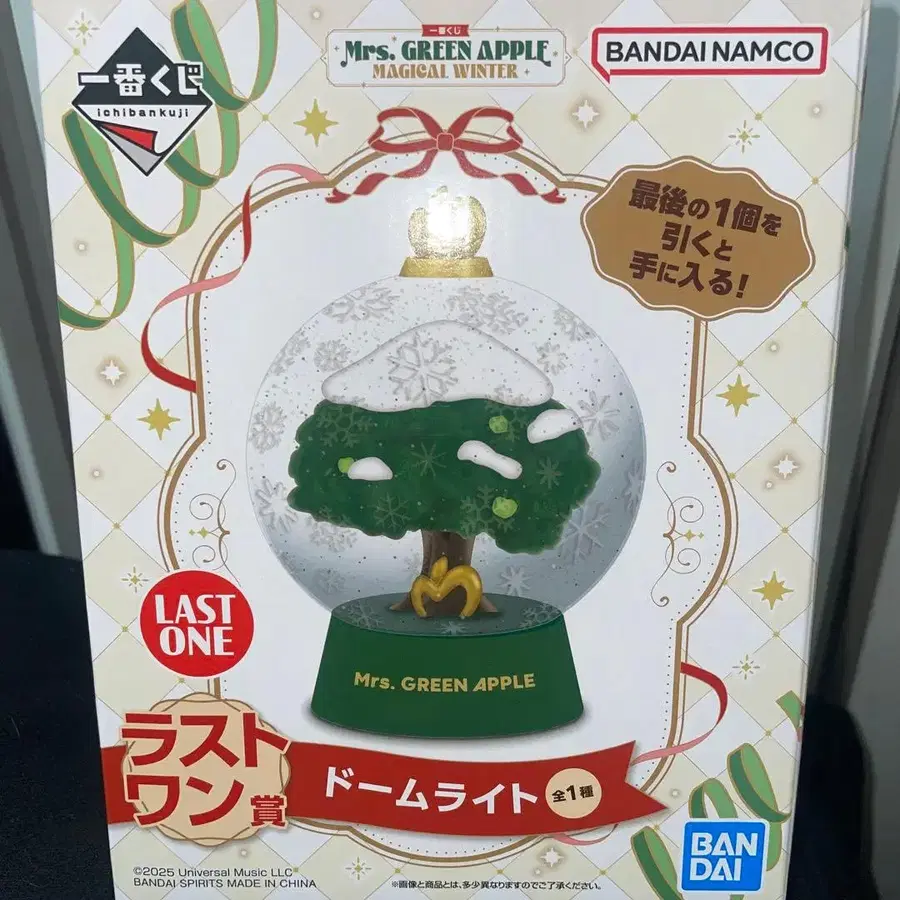 一番くじ
ichibankuji
一番くじ
Mrs. GREEN APPLE
MAGICAL WINTER
BANDAI NAMCO
最後の1個を
引くと
手に入る!
Mrs. GREEN APPLE
LAST
ONE
ラスト
ワン賞
ドームライト 全1種
©2025 Universal Music LLC
BANDAI SPIRITS MADE IN CHINA
※画像と商品とは、多少異なりますのでご了承ください。
BAN
DAI